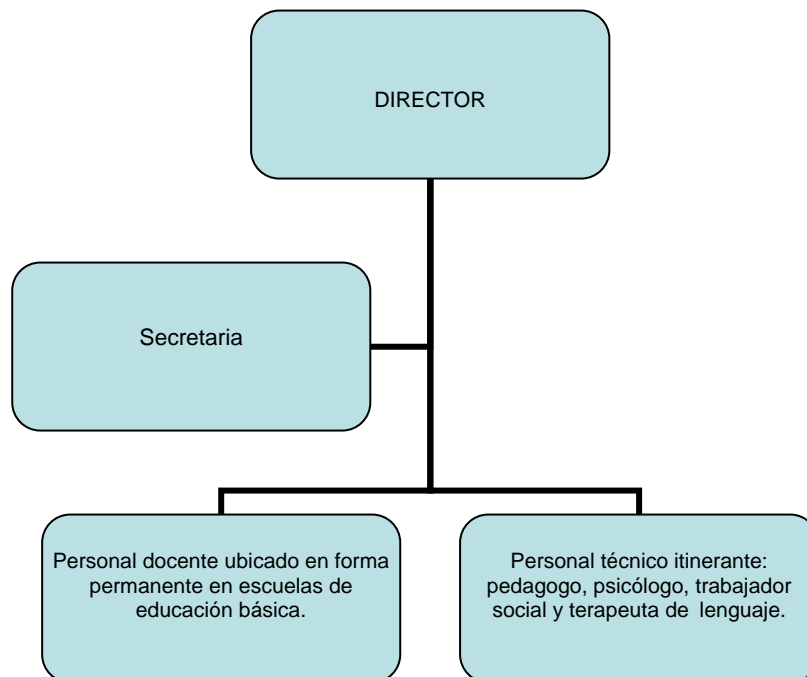 DIRECTOR
Secretaria
Personal docente ubicado en forma
permanente en escuelas de
educación básica.
Personal técnico itinerante:
pedagogo, psicólogo, trabajador
social y terapeuta de lenguaje.